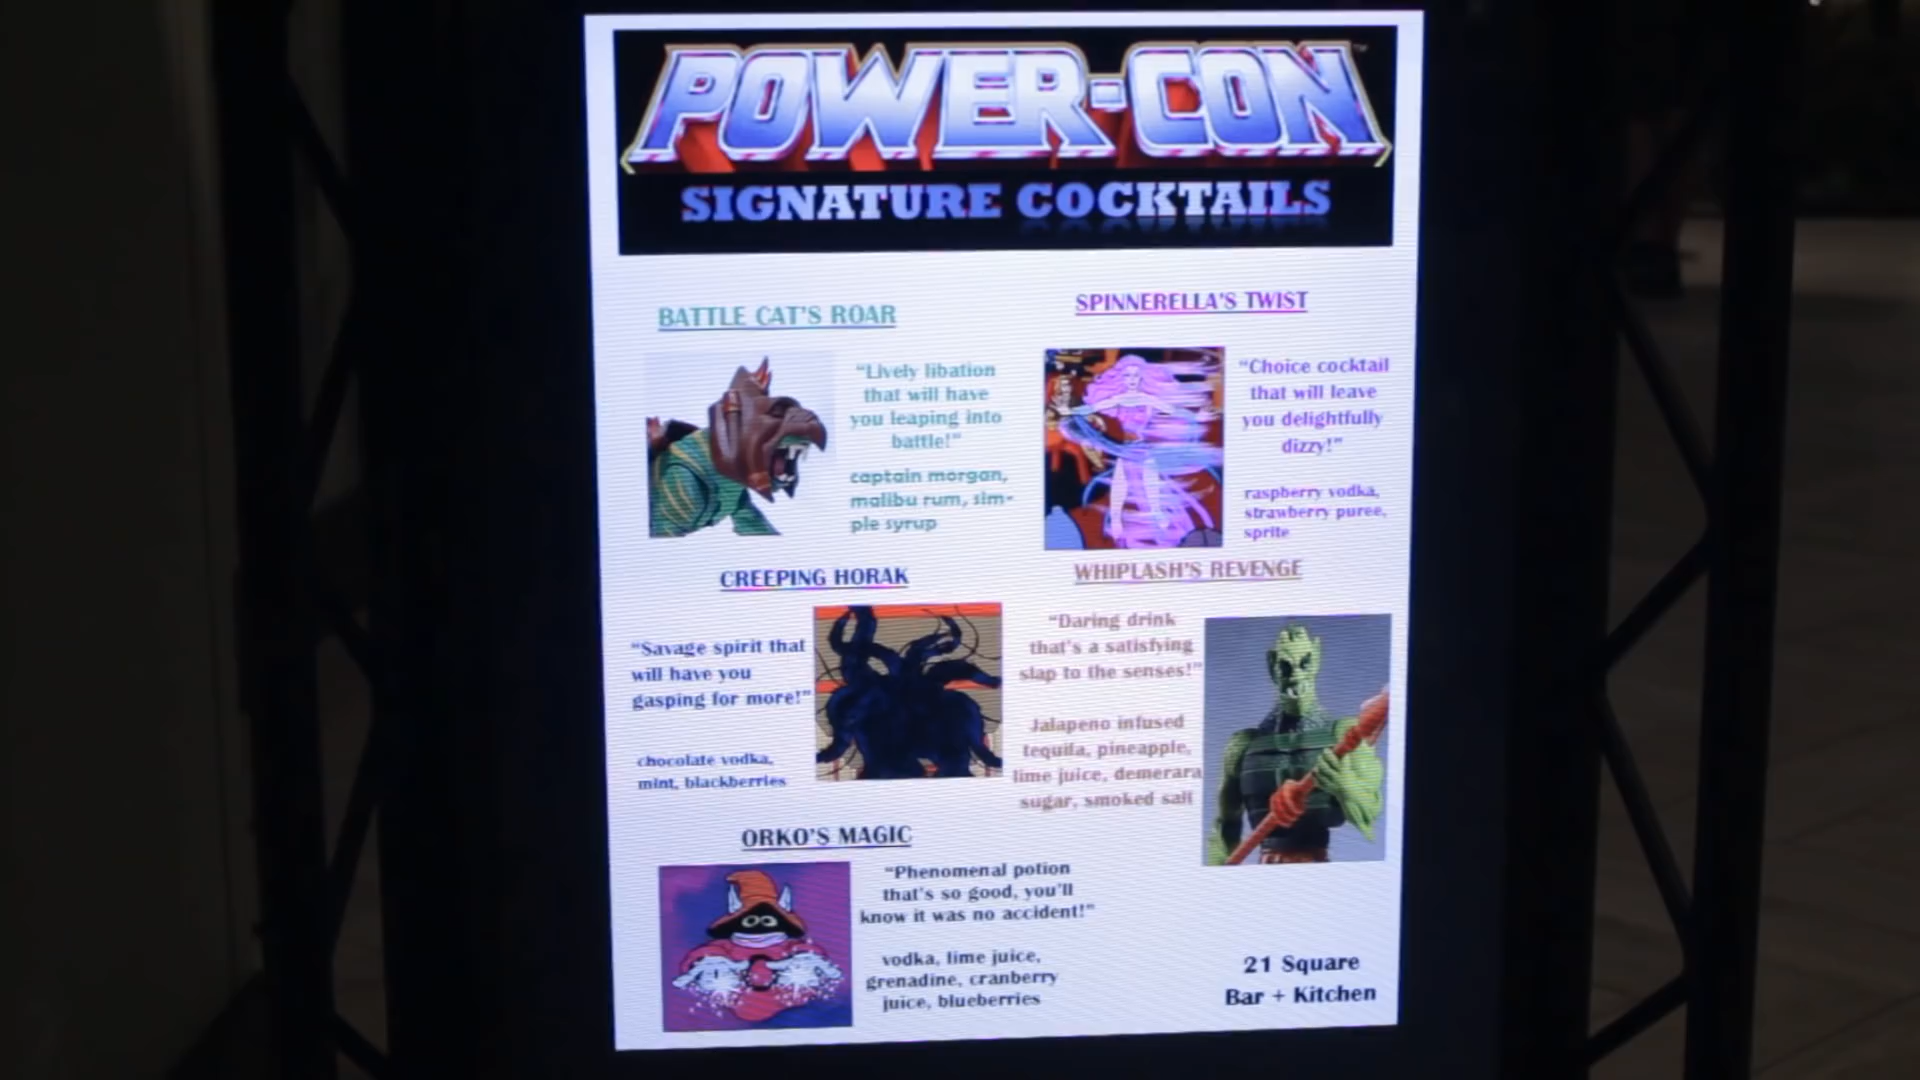 POWER-CON
SIGNATURE COCKTAILS
BATTLE CAT'S ROAR
"Lively libation
that will have
you leaping into
battle!"
captain morgan,
malibu rum, sim-
ple syrup
SPINNERELLA'S TWIST
"Choice cocktail
that will leave
you delightfully
dizzy!"
raspberry vodka,
strawberry puree,
sprite
CREEPING HORAK
"Savage spirit that
will have you
gasping for more!"
chocolate vodka,
mint, blackberries
WHIPLASH'S REVENGE
"Daring drink
that's a satisfying
slap to the senses!"
Jalapeno infused
tequila, pineapple,
lime juice, demerara
sugar, smoked salt
ORKO'S MAGIC
"Phenomenal potion
that's so good, you'll
know it was no accident!"
vodka, lime juice,
grenadine, cranberry
juice, blueberries
21 Square
Bar + Kitchen